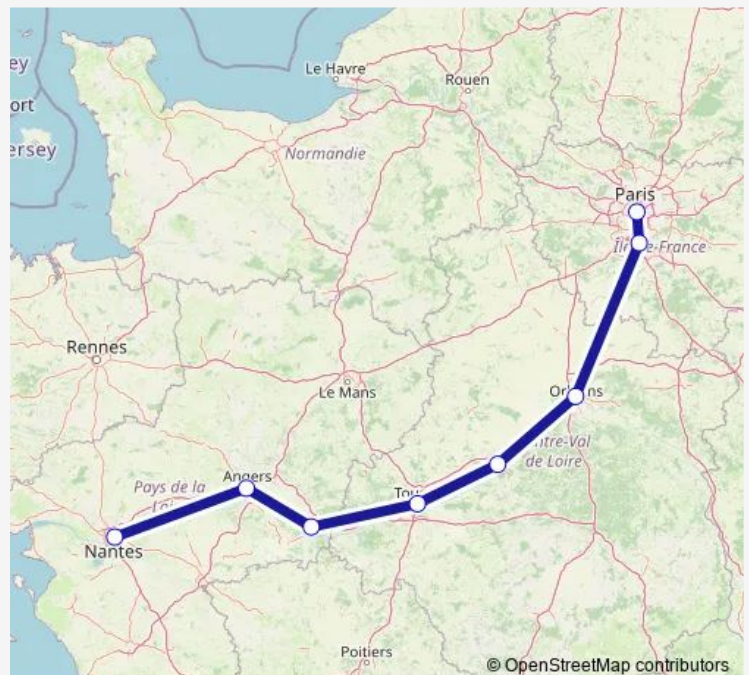 Le Havre
Rouen
ey
ort
ersey
Normandie
Paris
Île-de-France
Rennes
Le Mans
Orléans
Centre-Val
de Loire
Angers
Pays de la
Tou
Nantes
Poitiers
© OpenStreetMap contributors